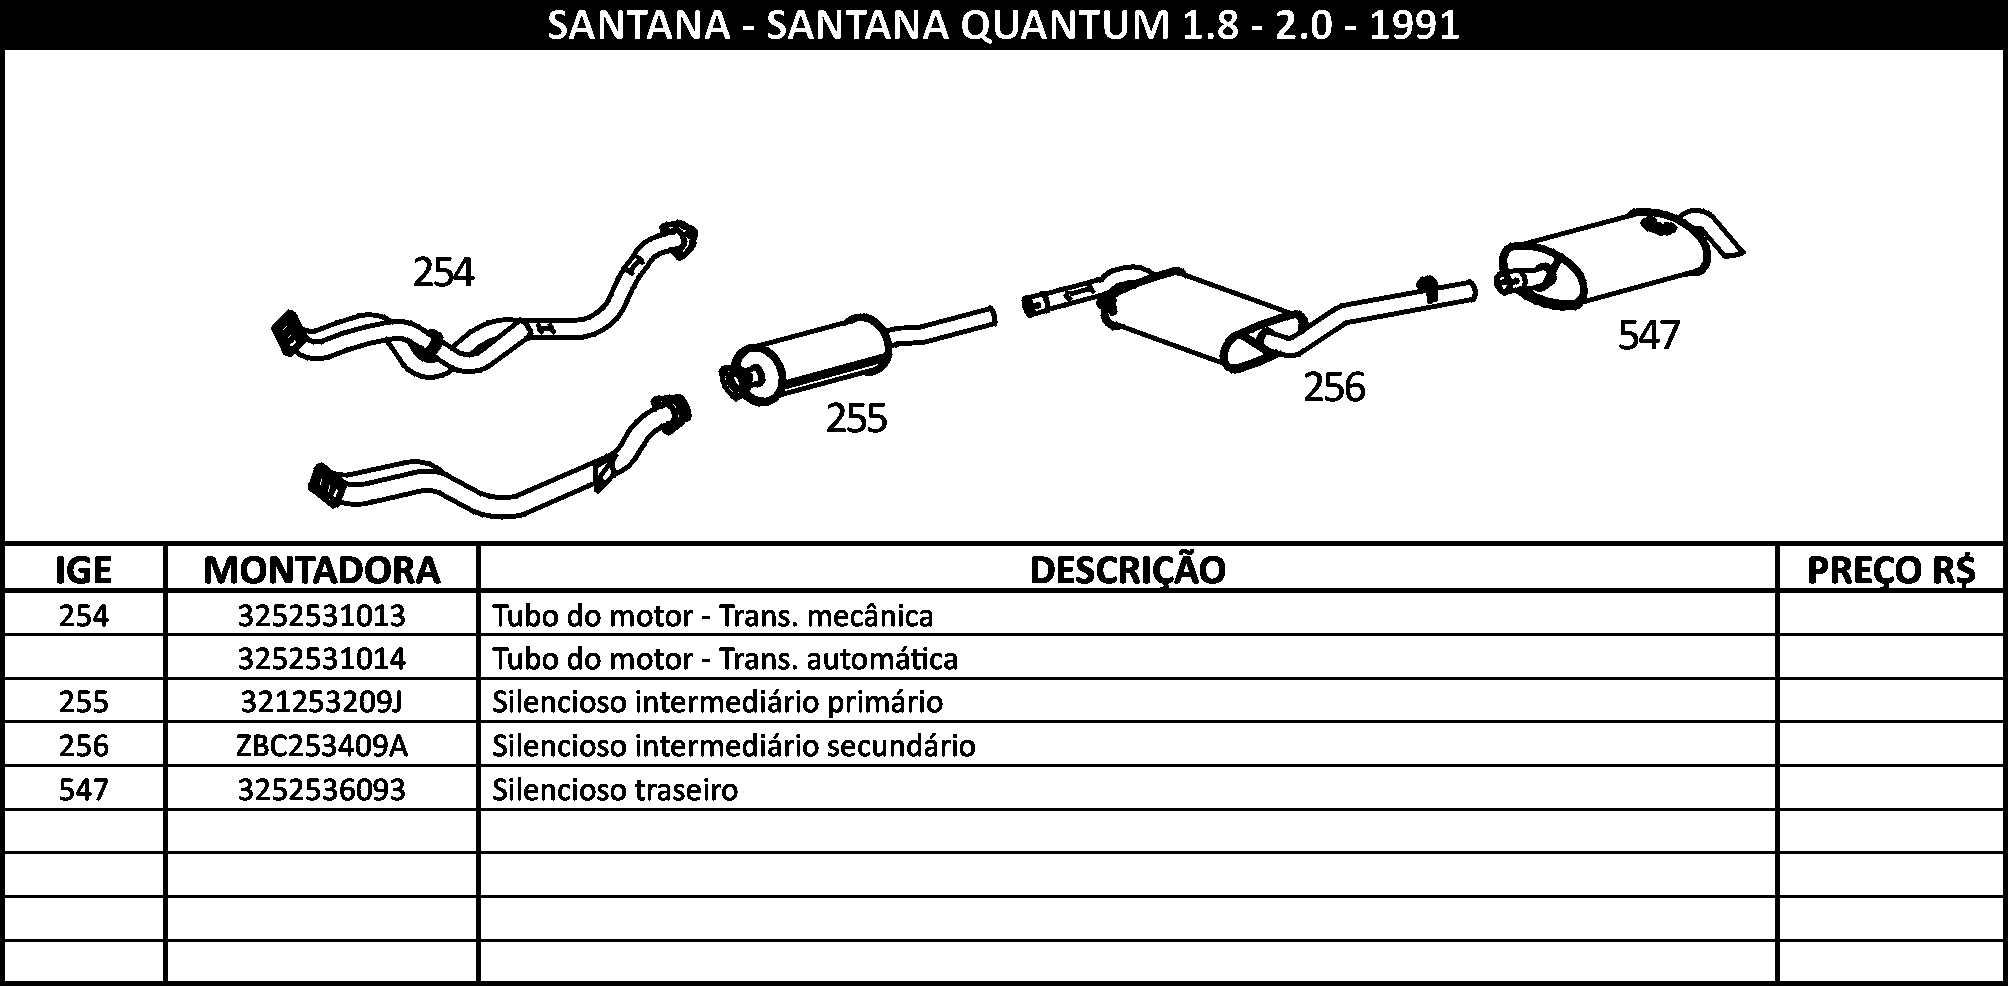 SANTANA - SANTANA QUANTUM 1.8 - 2.0 - 1991
254
547
256
255
IGE MONTADORA DESCRIÇÃO PREÇO R$
254 3252531013 Tubo do motor - Trans. mecânica
3252531014 Tubo do motor - Trans. automática
255 321253209J Silencioso intermediário primário
256 ZBC253409A Silencioso intermediário secundário
547 3252536093 Silencioso traseiro